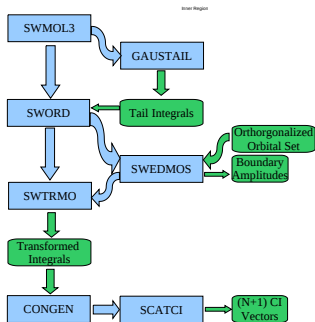 Inner Region
SWMOL3
GAUSTAIL
SWORD
Tail Integrals
Orthorgonalized
Orbital Set
SWEDMOS
Boundary
Amplitudes
SWTRMO
Transformed
Integrals
CONGEN
SCATCI
(N+1) CI
Vectors